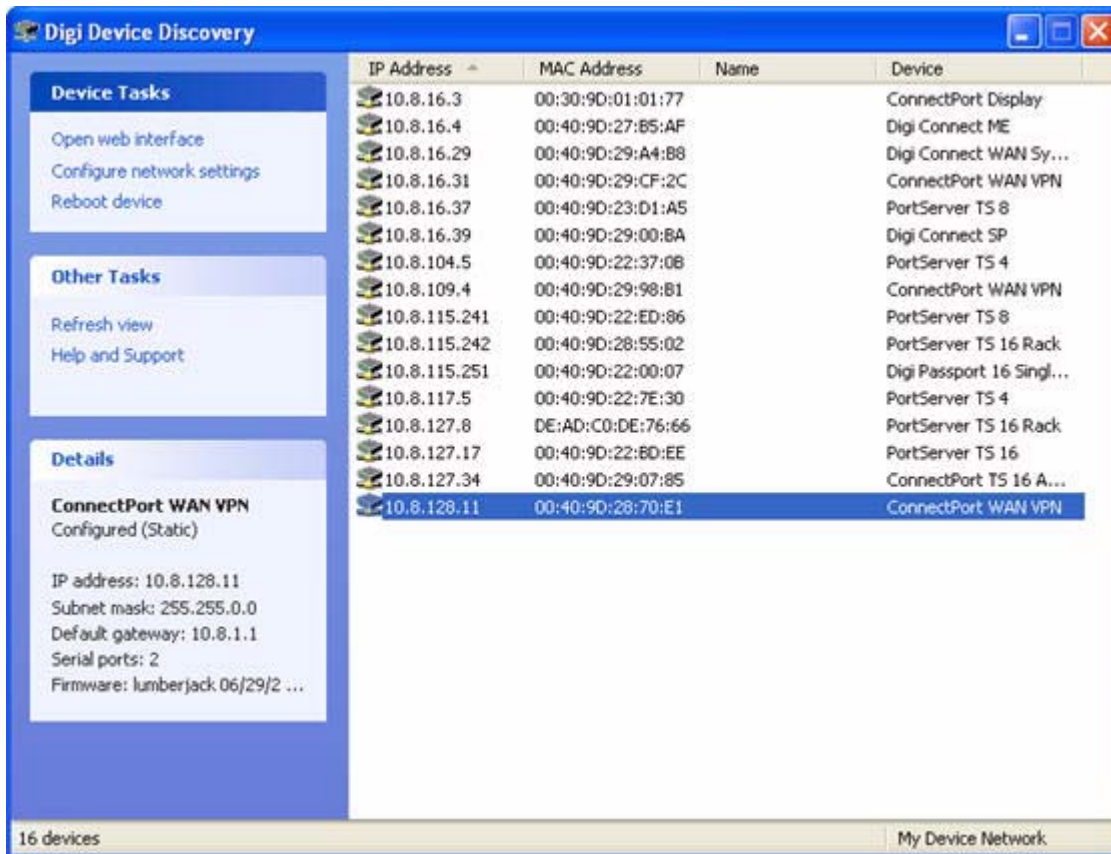 Digi Device Discovery
Device Tasks
Open web interface
Configure network settings
Reboot device
Other Tasks
Refresh view
Help and Support
Details
ConnectPort WAN VPN
Configured (Static)
IP address: 10.8.128.11
Subnet mask: 255.255.0.0
Default gateway: 10.8.1.1
Serial ports: 2
Firmware: lumberjack 06/29/2 ...
IP Address MAC Address Name Device
10.8.16.3 00:30:9D:01:01:77 ConnectPort Display
10.8.16.4 00:40:9D:27:B5:AF Digi Connect ME
10.8.16.29 00:40:9D:29:A4:B8 Digi Connect WAN Sy...
10.8.16.31 00:40:9D:29:CF:2C ConnectPort WAN VPN
10.8.16.37 00:40:9D:23:D1:A5 PortServer TS 8
10.8.16.39 00:40:9D:29:00:BA Digi Connect SP
10.8.104.5 00:40:9D:22:37:0B PortServer TS 4
10.8.109.4 00:40:9D:29:98:B1 ConnectPort WAN VPN
10.8.115.241 00:40:9D:22:ED:86 PortServer TS 8
10.8.115.242 00:40:9D:28:55:02 PortServer TS 16 Rack
10.8.115.251 00:40:9D:22:00:07 Digi Passport 16 Singl...
10.8.117.5 00:40:9D:22:7E:30 PortServer TS 4
10.8.127.8 DE:AD:C0:DE:76:66 PortServer TS 16 Rack
10.8.127.17 00:40:9D:22:BD:EE PortServer TS 16
10.8.127.34 00:40:9D:29:07:85 ConnectPort TS 16 A...
10.8.128.11 00:40:9D:28:70:E1 ConnectPort WAN VPN
16 devices My Device Network